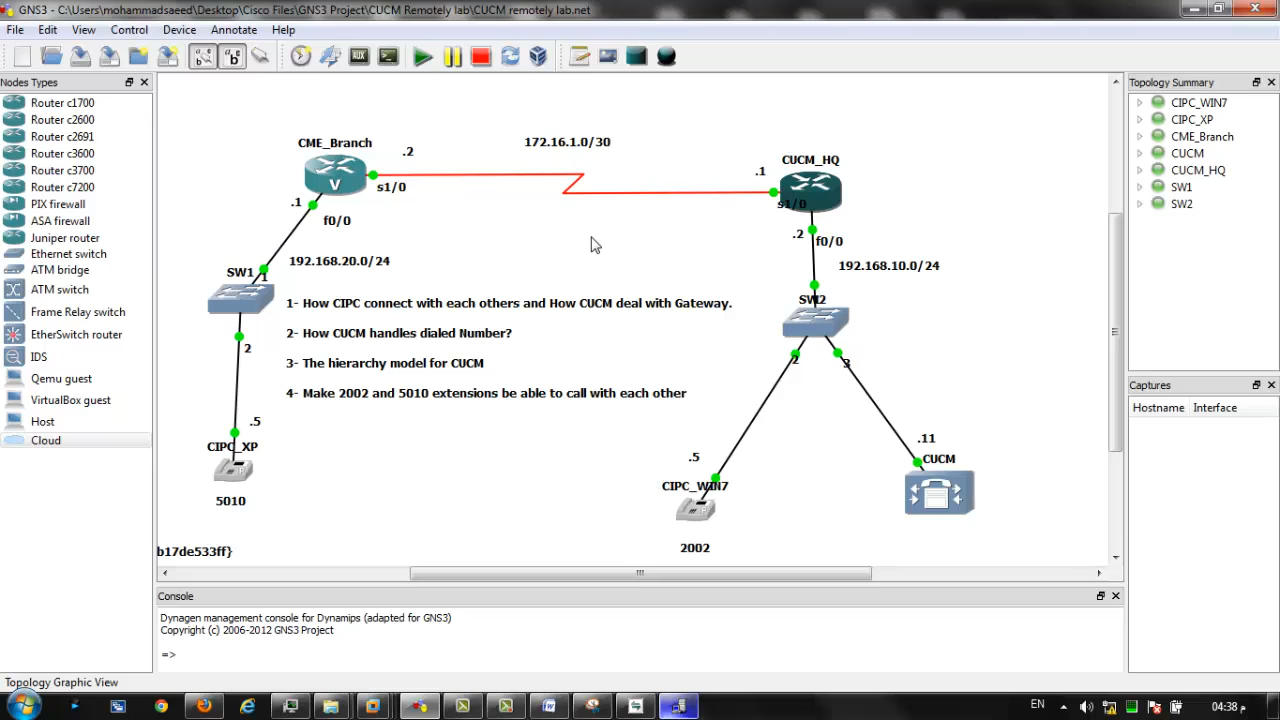 GNS3 - C:\Users\mohammadsaeed\Desktop\Cisco Files\GNS3 Project\CUCM Remotely lab\CUCM remotely lab.net
File Edit View Control Device Annotate Help
Nodes Types
Router c1700
Router c2600
Router c2691
Router c3600
Router c3700
Router c7200
PIX firewall
ASA firewall
Juniper router
Ethernet switch
ATM bridge
ATM switch
Frame Relay switch
EtherSwitch router
IDS
Qemu guest
VirtualBox guest
Host
Cloud
CME_Branch
.2
172.16.1.0/30
V
s1/0
.1
f0/0
CUCM_HQ
.1
s1/0
.2
f0/0
192.168.20.0/24
192.168.10.0/24
SW1
1
SW2
1- How CIPC connect with each others and How CUCM deal with Gateway.
2- How CUCM handles dialed Number?
3- The hierarchy model for CUCM
4- Make 2002 and 5010 extensions be able to call with each other
2
2
3
.5
CIPC_XP
5010
.11
CUCM
.5
CIPC_WIN7
2002
b17de533ff}
Topology Summary
CIPC_WIN7
CIPC_XP
CME_Branch
CUCM
CUCM_HQ
SW1
SW2
Captures
Hostname Interface
Console
Dynagen management console for Dynamips (adapted for GNS3)
Copyright (c) 2006-2012 GNS3 Project
=>
Topology Graphic View
EN
04:38 م